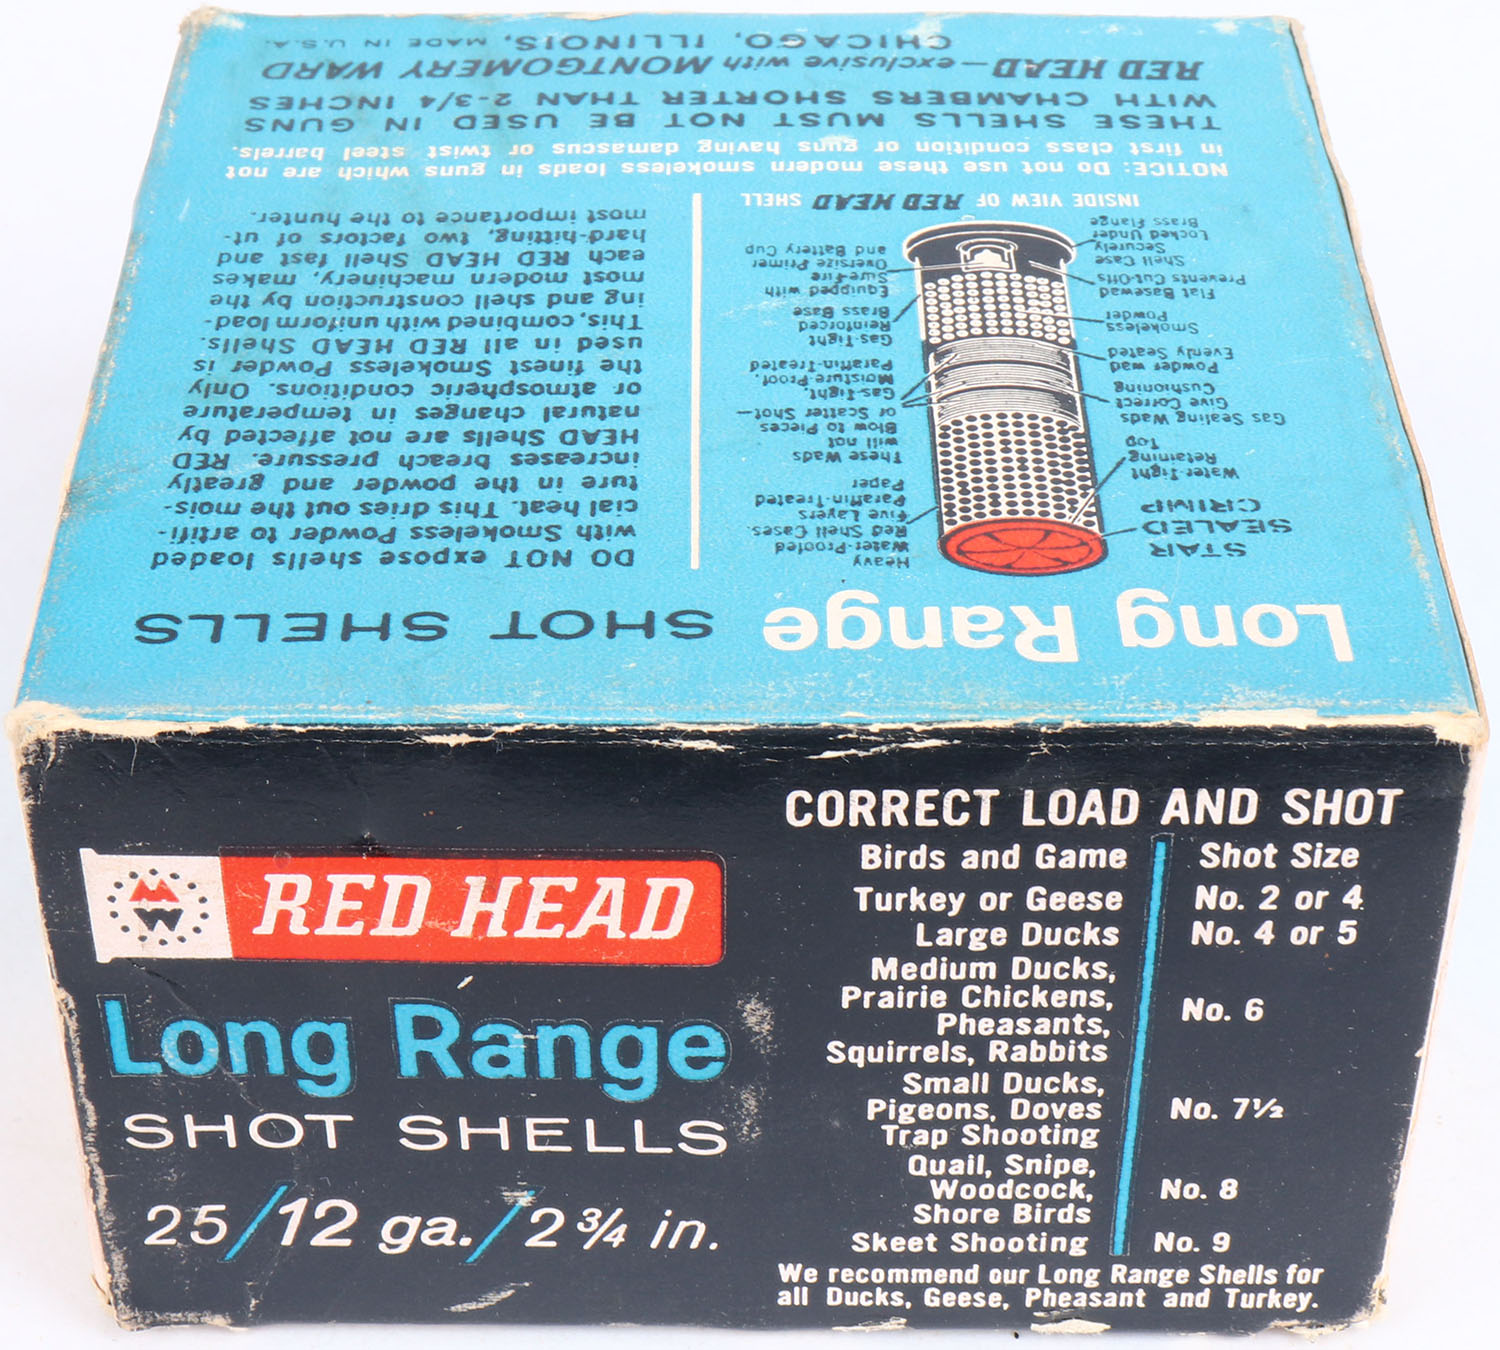 Long Range SHOT SHELLS
STAR
SEALED
CRIMP
Water-Tight
Retaining
Top
Gas Sealing Wads
Give Correct
Cushioning
Powder wad
Evenly Seated
Smokeless
Powder
Flat Basewad
Prevents Cut-Offs
Shell Case
Securely
Locked Under
Brass Flange
Heavy
Water-Proofed
Red Shell Cases.
Five Layers
Paraffin-Treated
Paper
These Wads
will not
Blow to Pieces
or Scatter Shot—
Gas-Tight,
Moisture-Proof,
Paraffin-Treated
Gas-Tight
Reinforced
Brass Base
Equipped with
Sure-Fire
Oversize Primer
and Battery Cup
INSIDE VIEW OF RED HEAD SHELL
DO NOT expose shells loaded
with Smokeless Powder to artifi-
cial heat. This dries out the mois-
ture in the powder and greatly
increases breach pressure. RED
HEAD Shells are not affected by
natural changes in temperature
or atmospheric conditions. Only
the finest Smokeless Powder is
used in all RED HEAD Shells.
This, combined with uniform load-
ing and shell construction by the
most modern machinery, makes
each RED HEAD Shell fast and
hard-hitting, two factors of ut-
most importance to the hunter.
NOTICE: Do not use these modern smokeless loads in guns which are not
in first class condition or guns having damascus or twist steel barrels.
THESE SHELLS MUST NOT BE USED IN GUNS
WITH CHAMBERS SHORTER THAN 2-3/4 INCHES
RED HEAD—exclusive with MONTGOMERY WARD
CHICAGO, ILLINOIS, MADE IN U.S.A.
MW RED HEAD
Long Range
SHOT SHELLS
25/12 ga./2 3/4 in.
CORRECT LOAD AND SHOT
Birds and Game Shot Size
Turkey or Geese No. 2 or 4
Large Ducks No. 4 or 5
Medium Ducks,
Prairie Chickens, No. 6
Pheasants,
Squirrels, Rabbits
Small Ducks,
Pigeons, Doves No. 7½
Trap Shooting
Quail, Snipe,
Woodcock, No. 8
Shore Birds
Skeet Shooting No. 9
We recommend our Long Range Shells for
all Ducks, Geese, Pheasant and Turkey.